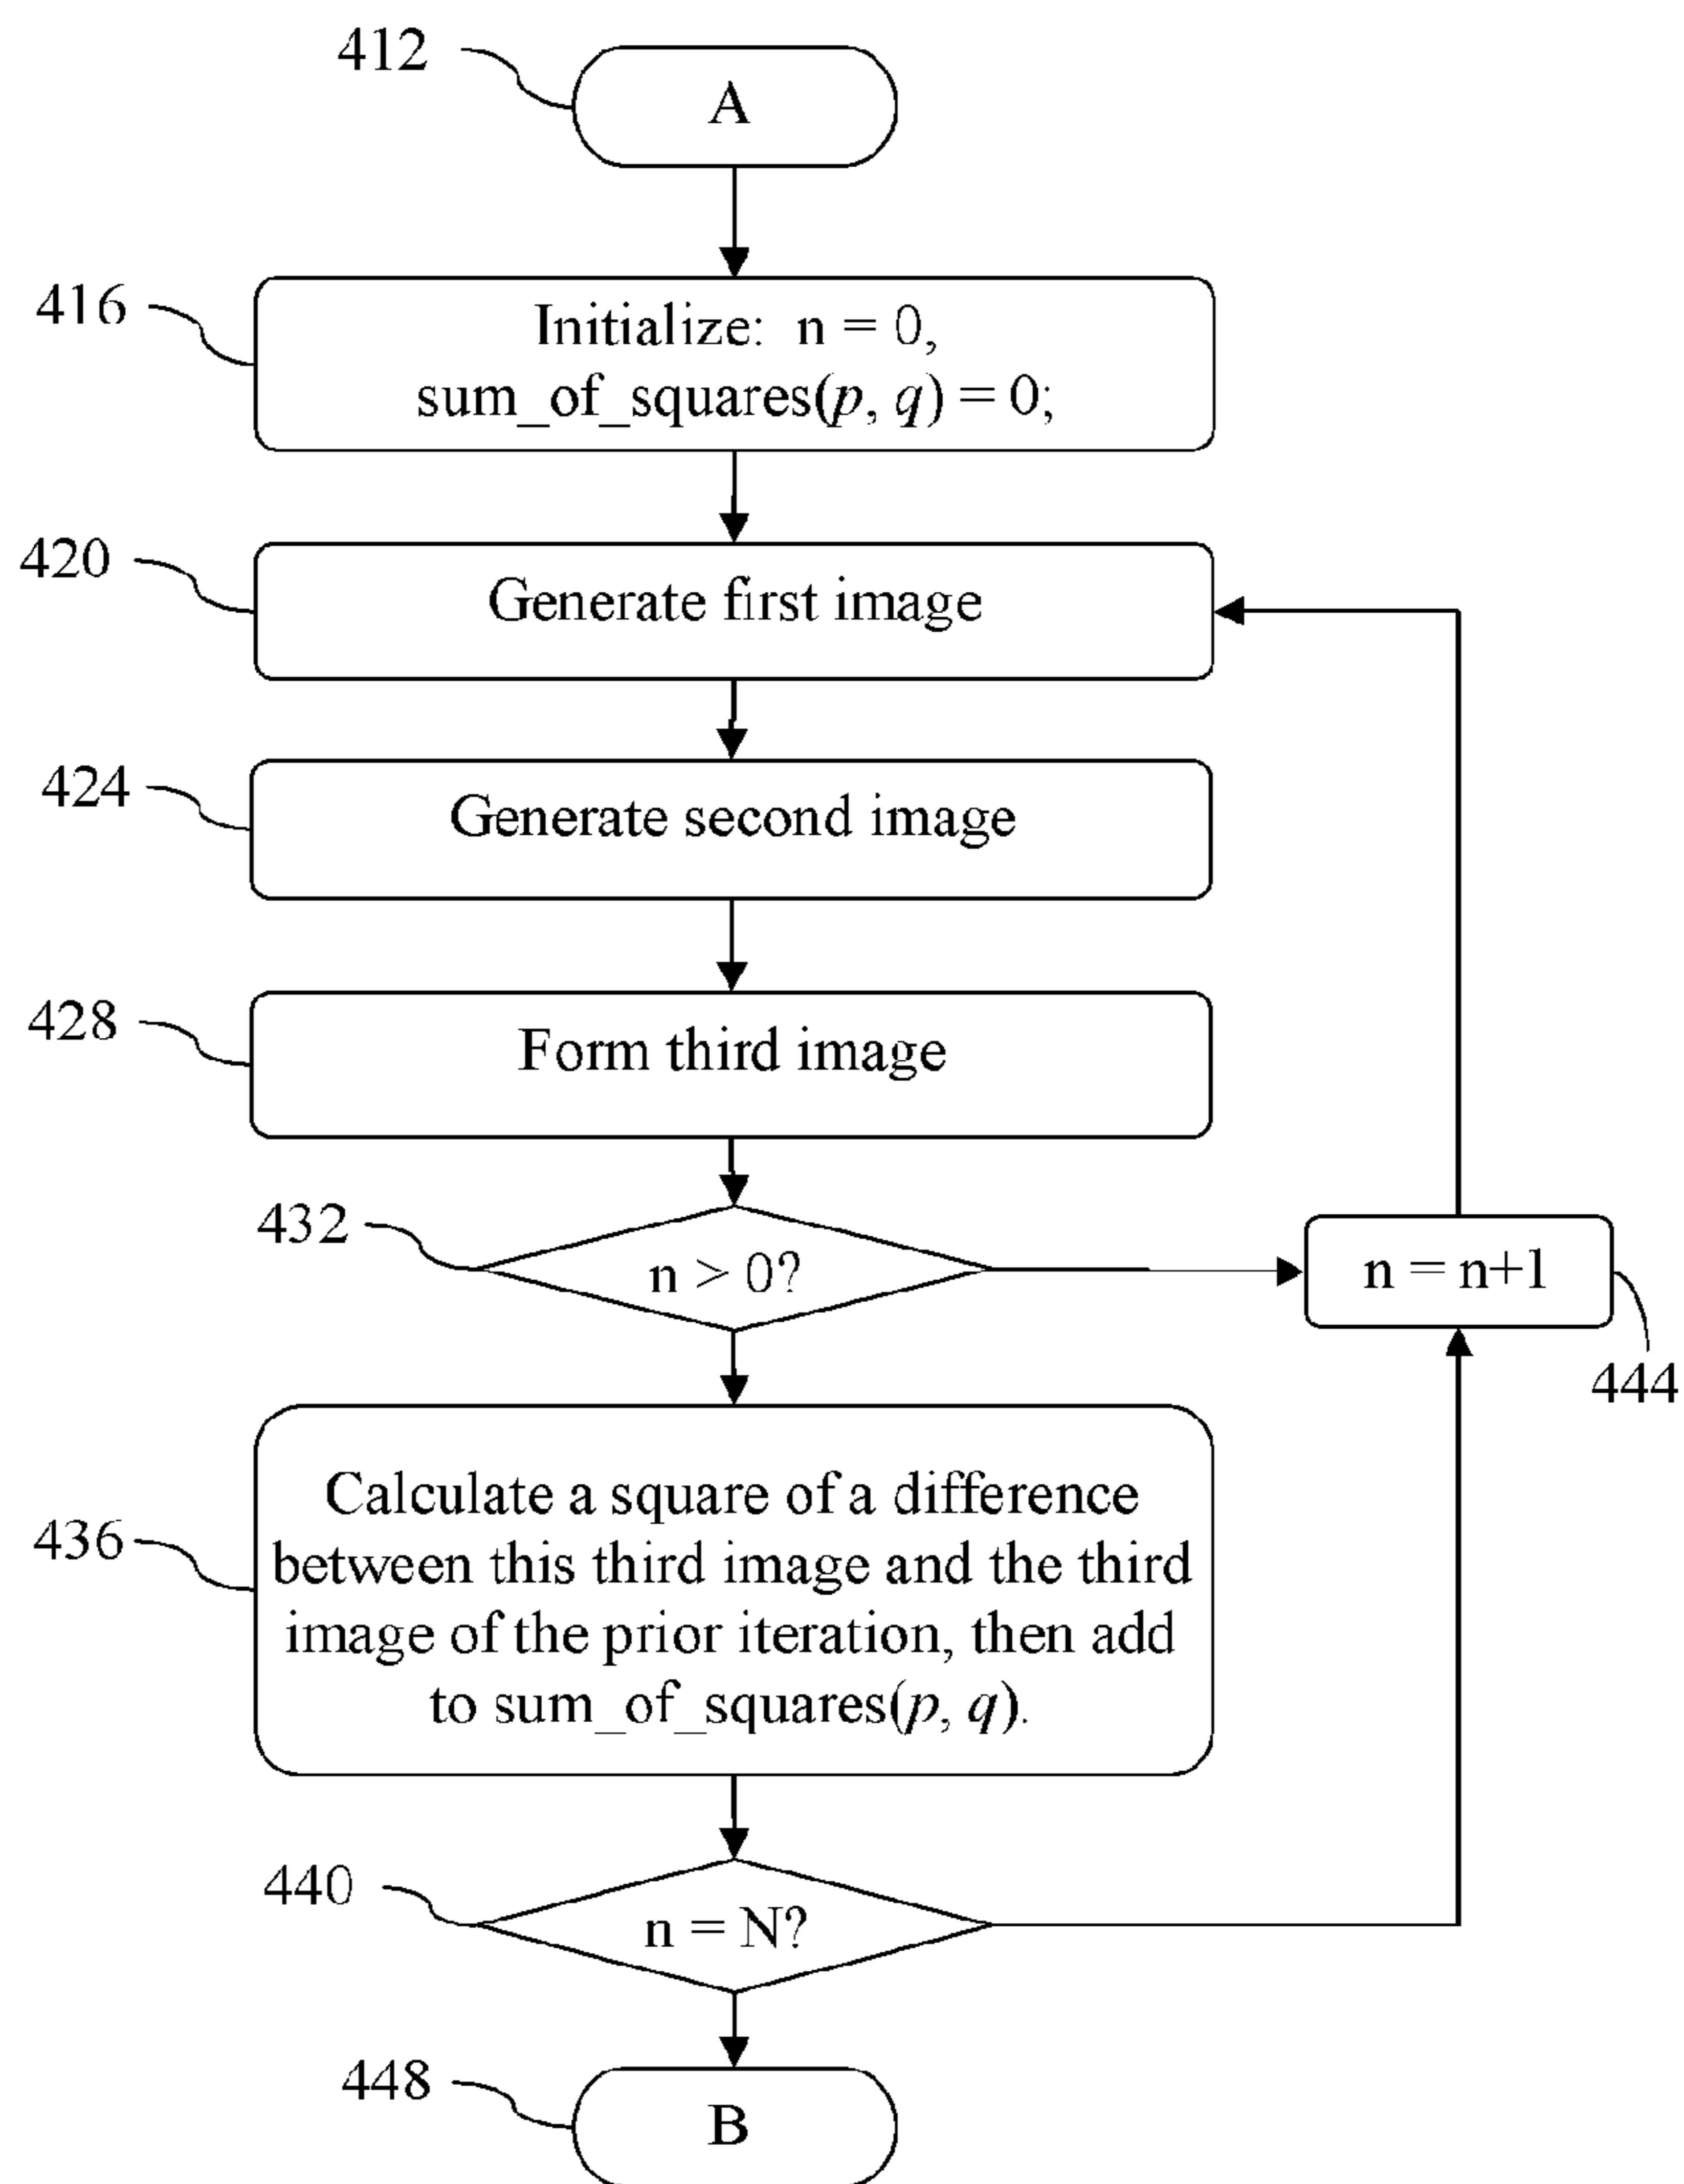 412
A
416
Initialize: n = 0,
sum_of_squares(p, q) = 0;
420
Generate first image
424
Generate second image
428
Form third image
432
n > 0?
n = n+1
444
436
Calculate a square of a difference
between this third image and the third
image of the prior iteration, then add
to sum_of_squares(p, q).
440
n = N?
448
B